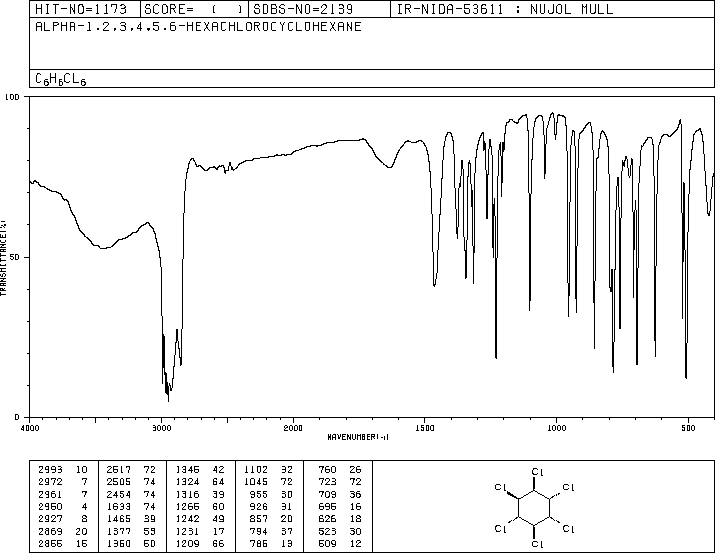 HIT-NO=1173 SCORE= ( ) SDBS-NO=2139 IR-NIDA-53611 : NUJOL MULL
ALPHA-1,2,3,4,5,6-HEXACHLOROCYCLOHEXANE
C6H6CL6
100
50
0
TRANSMITTANCE(%)
4000 3000 2000 1500 1000 500
WAVENUMBER(-1)
2993 10 2517 72 1346 42 1102 32 760 26
2972 7 2505 74 1324 64 1045 72 723 72
2961 7 2454 74 1316 39 955 30 709 36
2950 4 1633 74 1266 60 926 31 696 16
2927 8 1465 39 1242 49 857 20 626 18
2869 20 1377 53 1231 17 794 37 523 30
2855 16 1360 60 1209 66 786 13 509 12
Cl
Cl Cl
Cl Cl
Cl